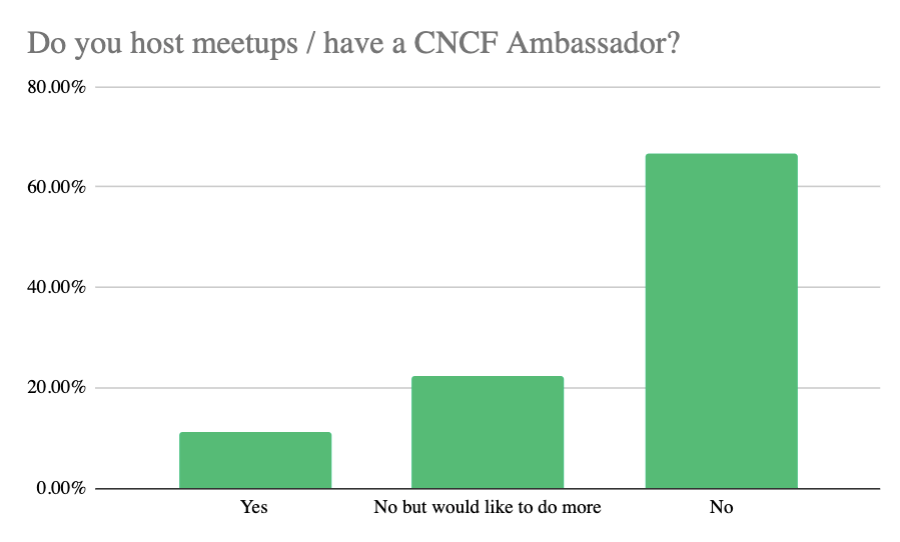 Do you host meetups / have a CNCF Ambassador?
80.00%
60.00%
40.00%
20.00%
0.00%
Yes
No but would like to do more
No